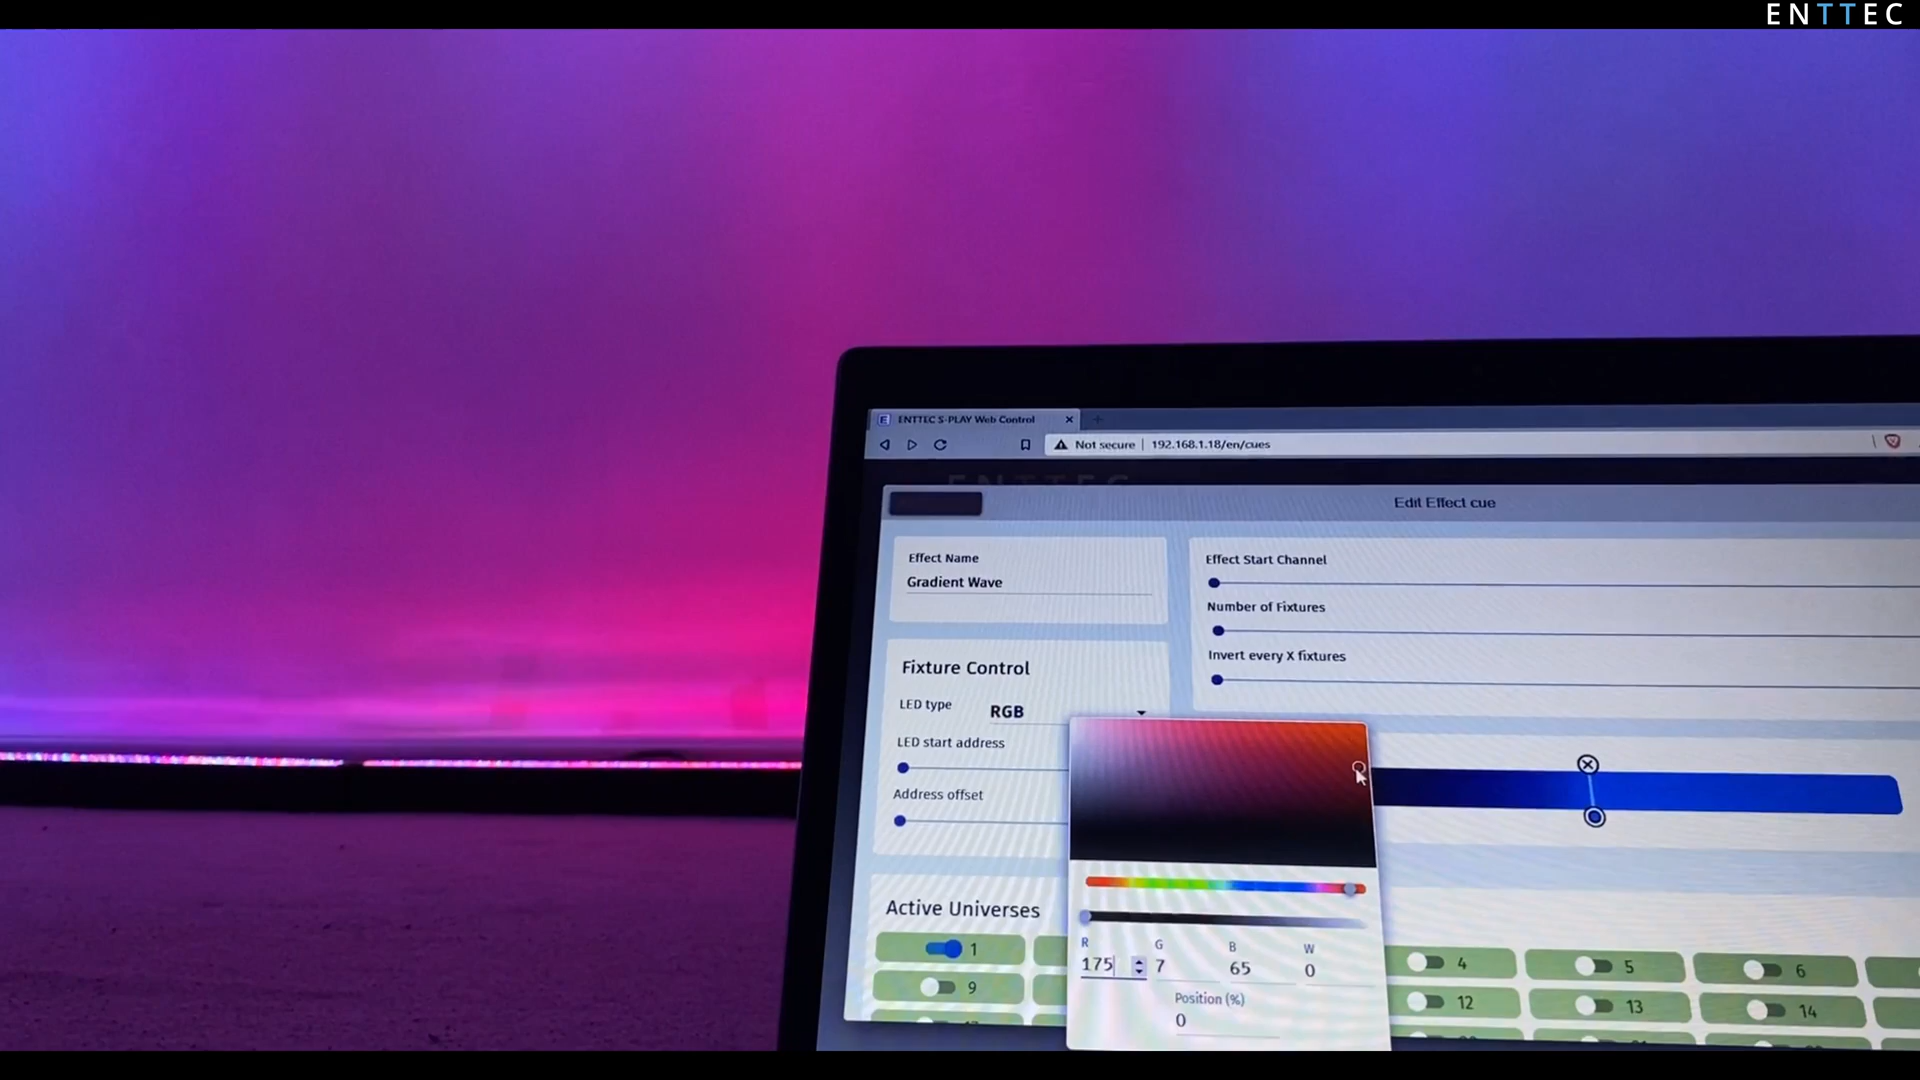 ENTTEC
ENTTEC S-PLAY Web Control
Not secure | 192.168.1.18/en/cues
ENTTEC
Edit Effect cue
Effect Name
Gradient Wave
Effect Start Channel
Number of Fixtures
Invert every X fixtures
Fixture Control
LED type RGB
LED start address
Address offset
Active Universes
R G B W
175 7 65 0
Position (%)
0
1 4 5 6
9 12 13 14